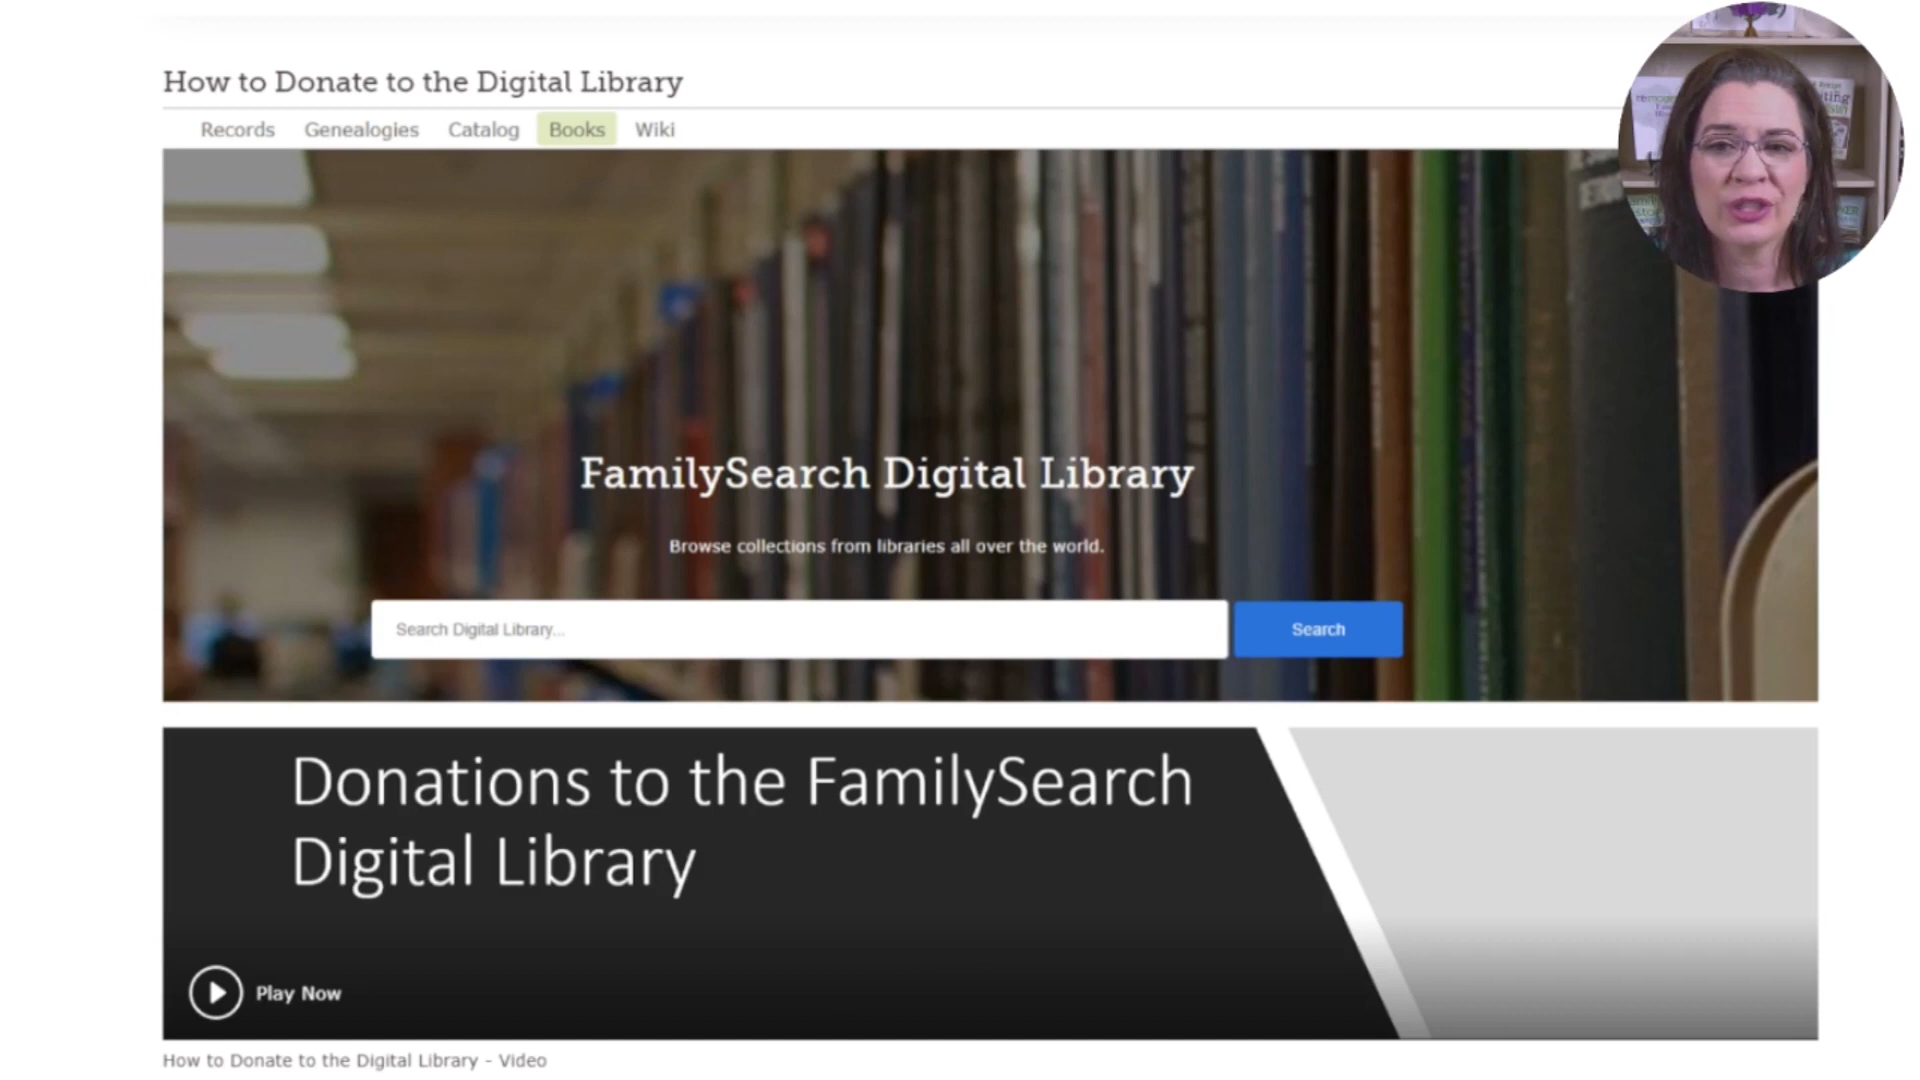 How to Donate to the Digital Library
Records Genealogies Catalog Books Wiki
FamilySearch Digital Library
Browse collections from libraries all over the world.
Search Digital Library... Search
Donations to the FamilySearch
Digital Library
Play Now
How to Donate to the Digital Library - Video